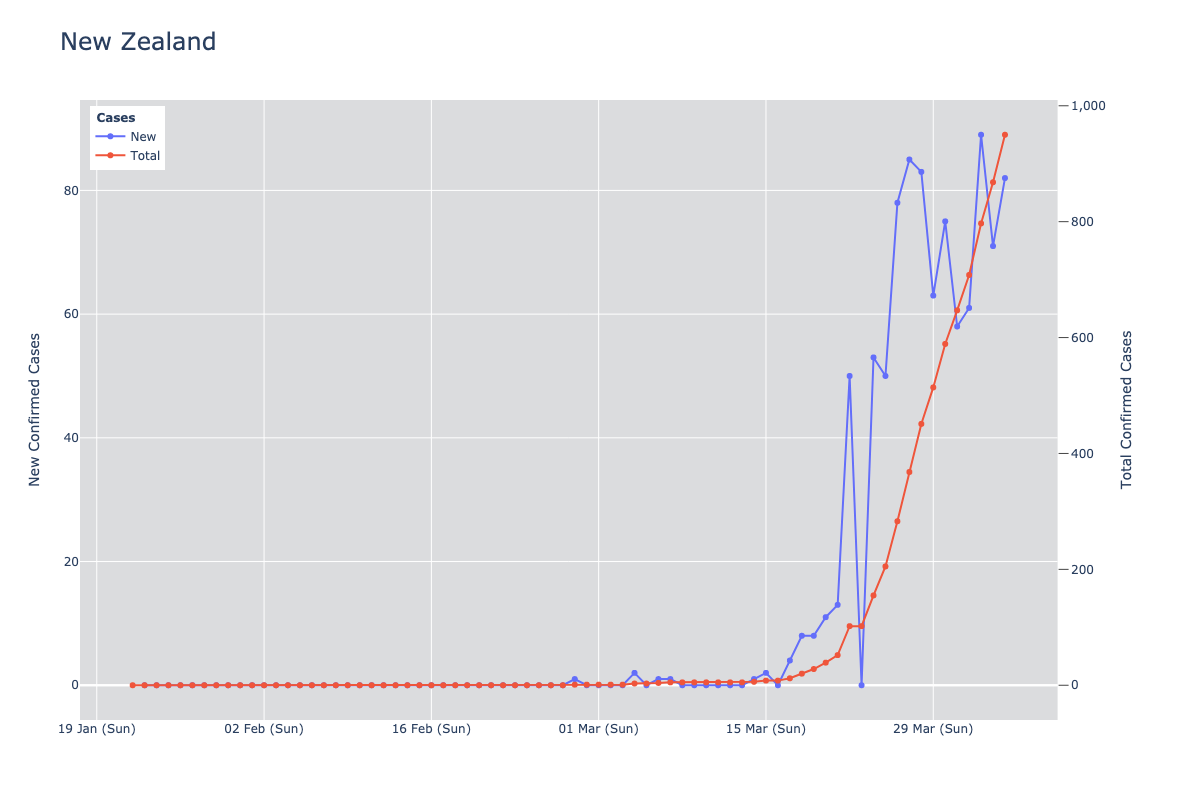 New Zealand
Cases
New
Total
1,000
80
800
60
600
40
400
20
200
0
0
New Confirmed Cases
Total Confirmed Cases
19 Jan (Sun)
02 Feb (Sun)
16 Feb (Sun)
01 Mar (Sun)
15 Mar (Sun)
29 Mar (Sun)